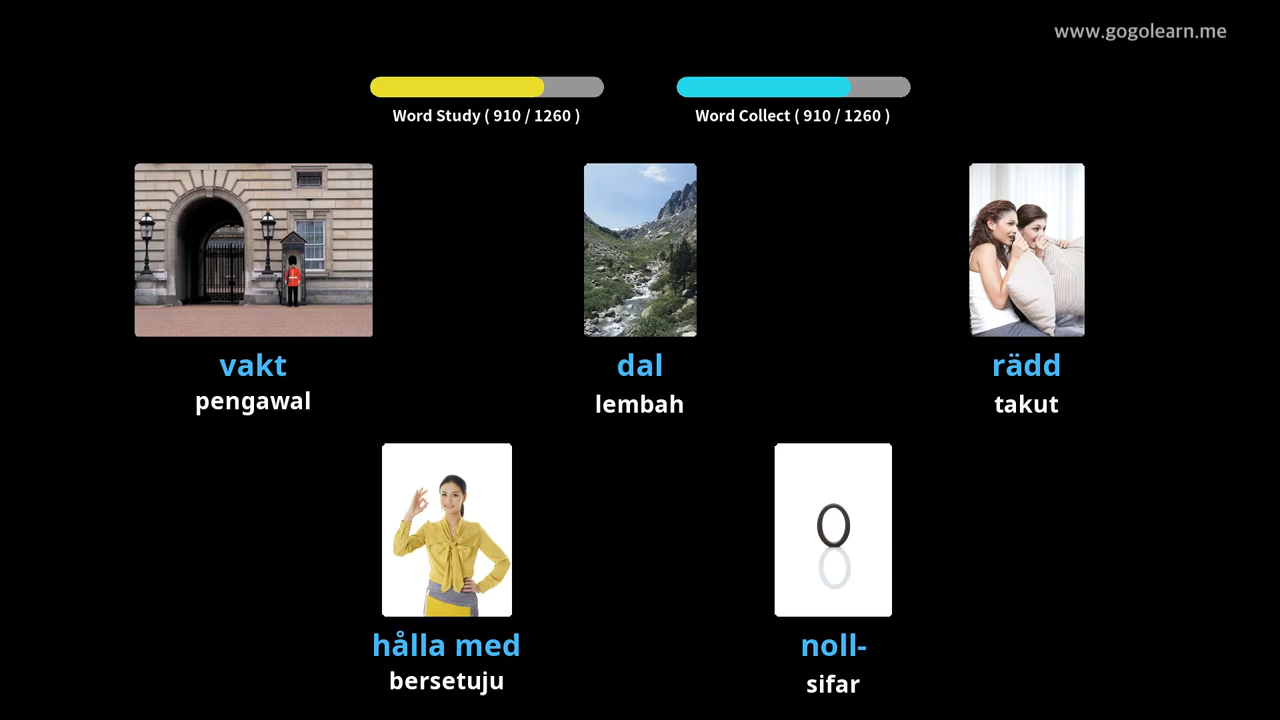 www.gogolearn.me
Word Study ( 910 / 1260 )
Word Collect ( 910 / 1260 )
vakt
pengawal
dal
lembah
rädd
takut
hålla med
bersetuju
noll-
sifar